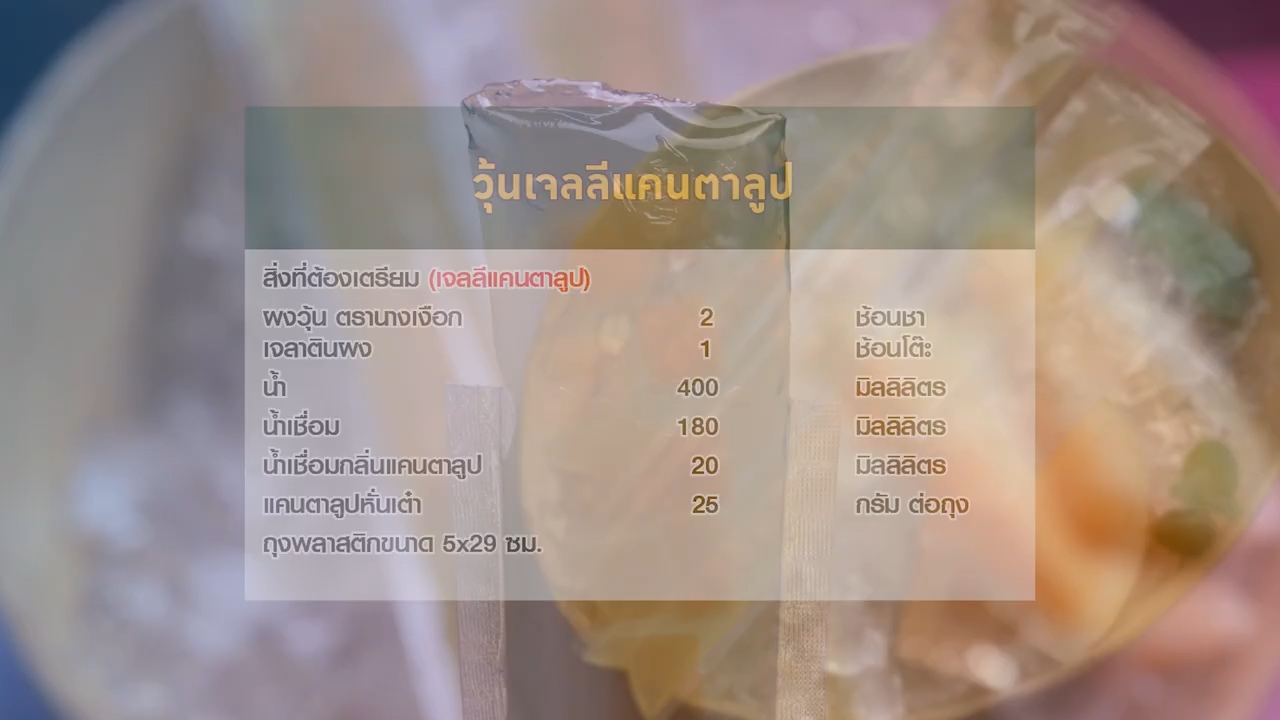 วุ้นเจลลีแคนตาลูป
สิ่งที่ต้องเตรียม (เจลลีแคนตาลูป)
ผงวุ้น ตรานางเงือก 2 ช้อนชา
เจลาตินผง 1 ช้อนโต๊ะ
น้ำ 400 มิลลิลิตร
น้ำเชื่อม 180 มิลลิลิตร
น้ำเชื่อมกลิ่นแคนตาลูป 20 มิลลิลิตร
แคนตาลูปหั่นเต๋า 25 กรัม ต่อถุง
ถุงพลาสติกขนาด 5x29 ซม.